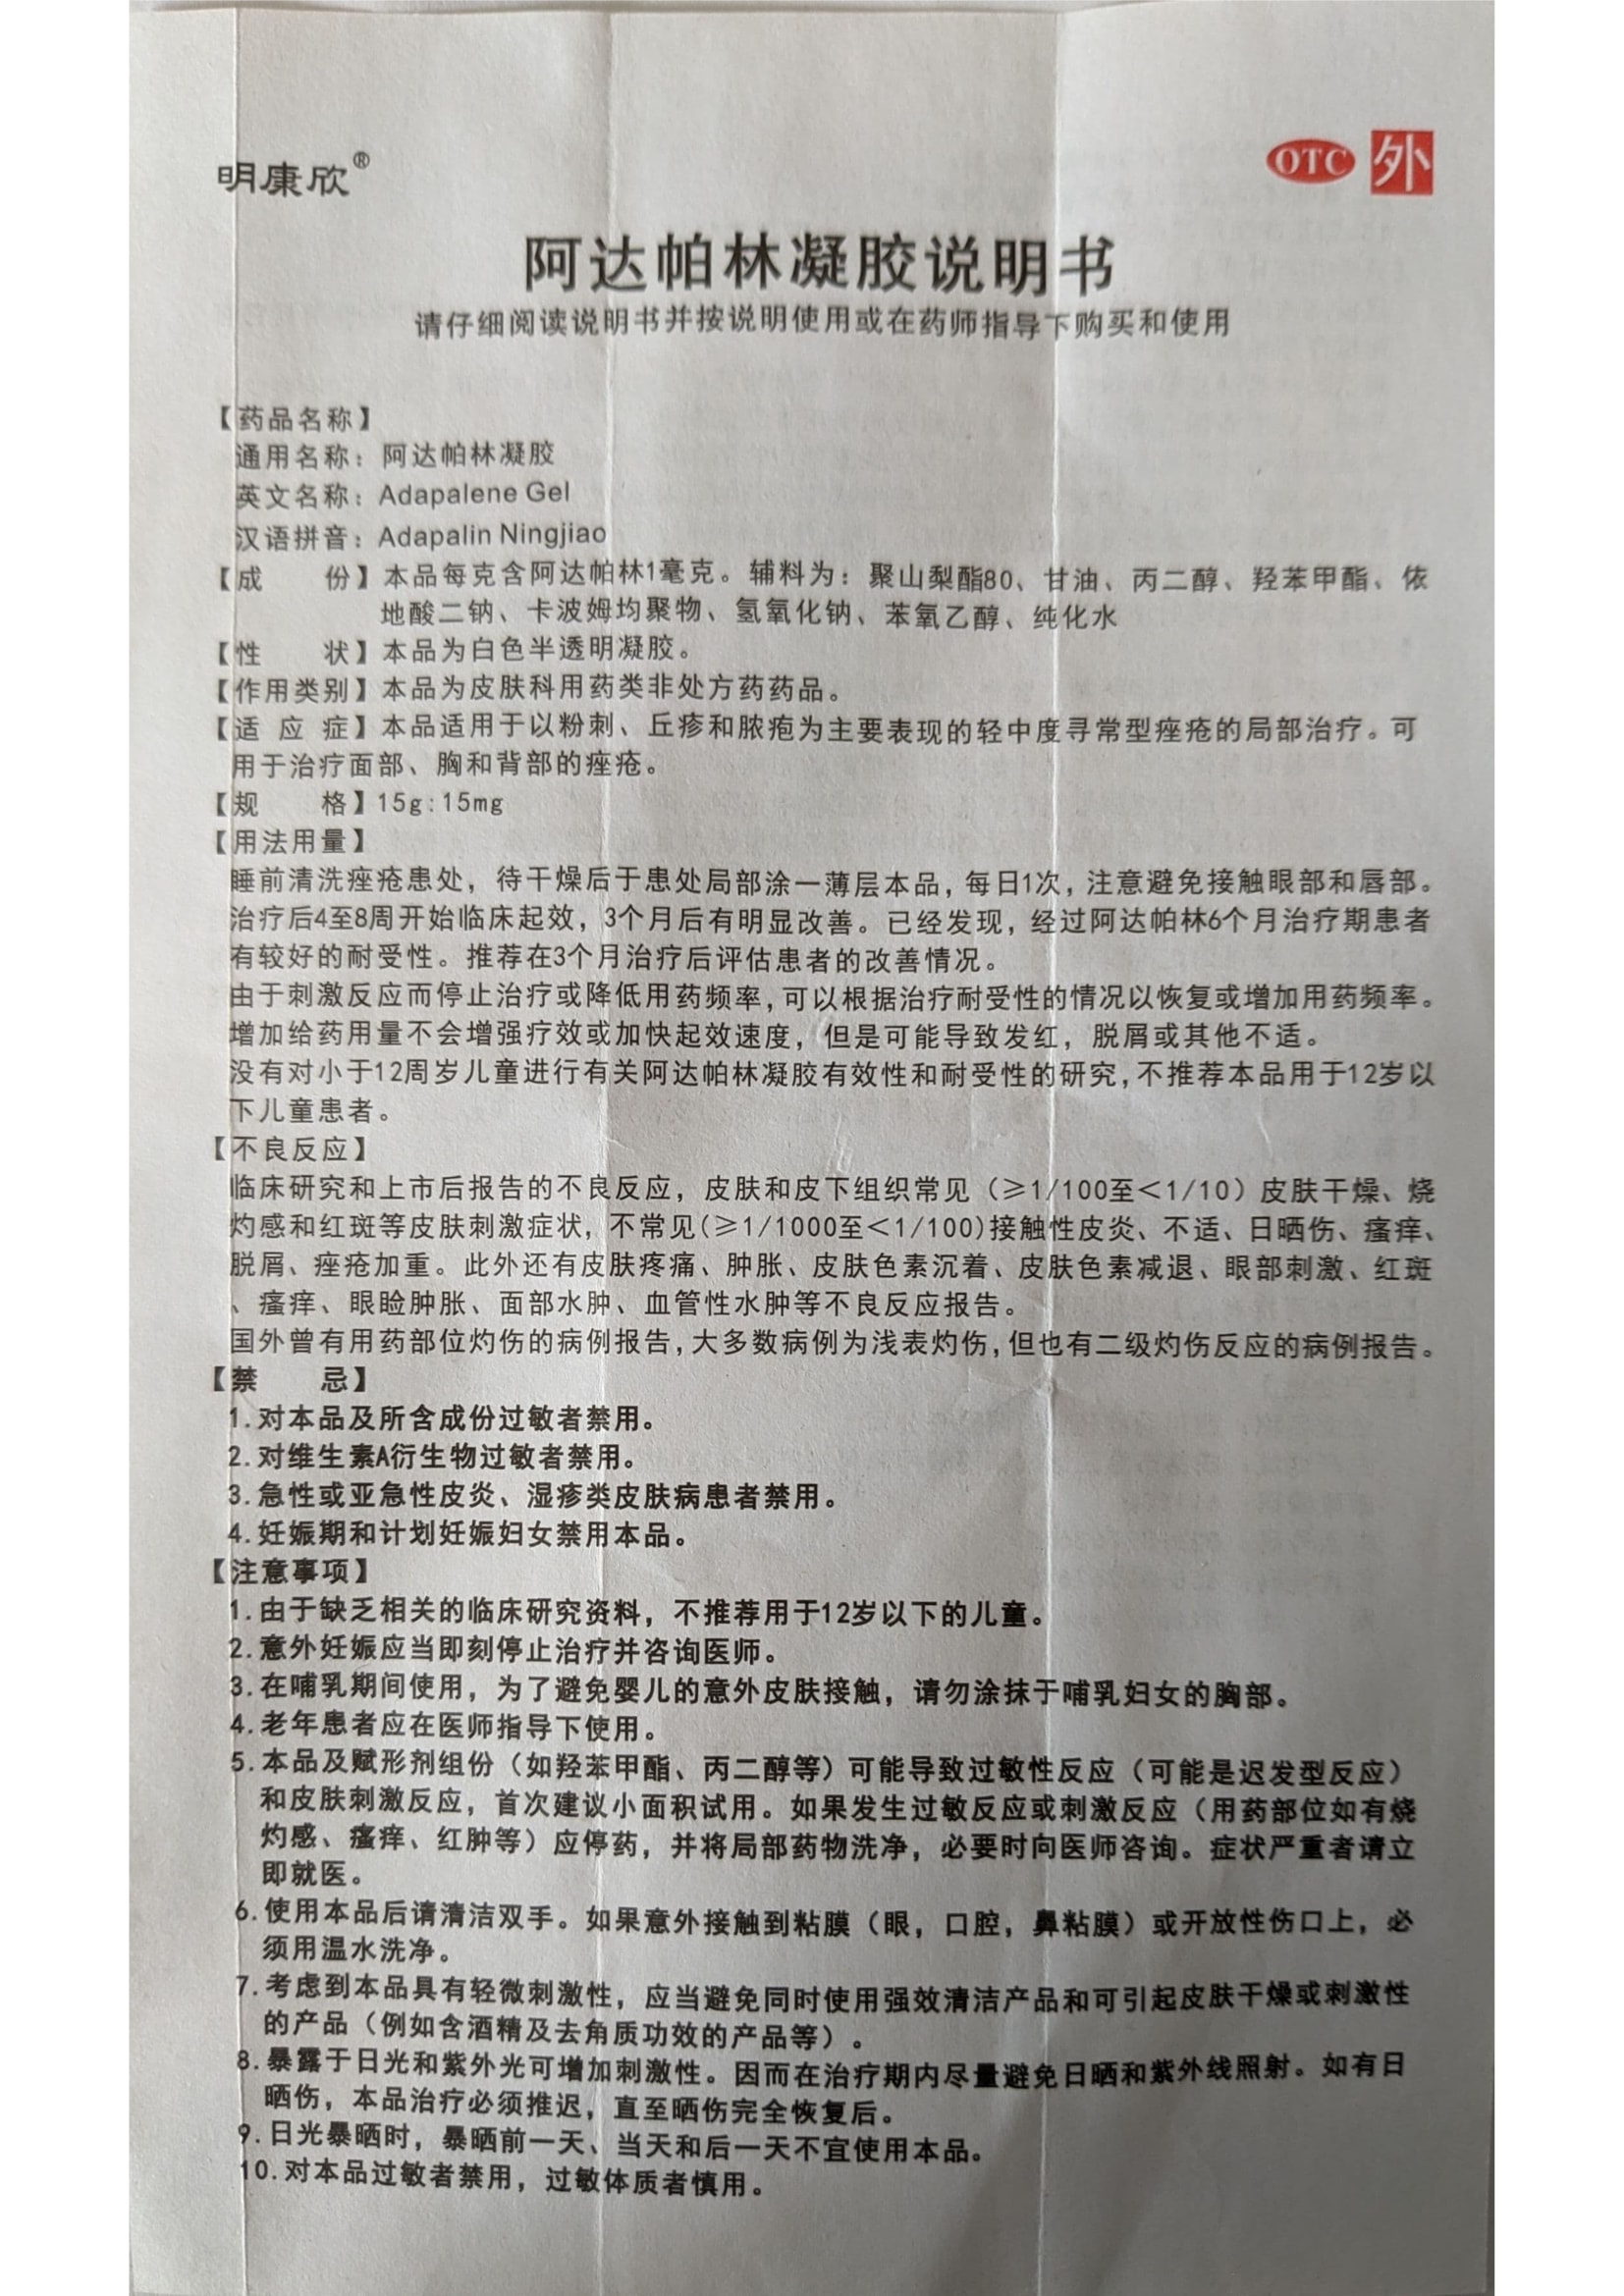 明康欣®
OTC 外
阿达帕林凝胶说明书
请仔细阅读说明书并按说明使用或在药师指导下购买和使用
【药品名称】
通用名称：阿达帕林凝胶
英文名称：Adapalene Gel
汉语拼音：Adapalin Ningjiao
【成 份】本品每克含阿达帕林1毫克。辅料为：聚山梨酯80、甘油、丙二醇、羟苯甲酯、依
地酸二钠、卡波姆均聚物、氢氧化钠、苯氧乙醇、纯化水
【性 状】本品为白色半透明凝胶。
【作用类别】本品为皮肤科用药类非处方药药品。
【适 应 症】本品适用于以粉刺、丘疹和脓疱为主要表现的轻中度寻常型痤疮的局部治疗。可
用于治疗面部、胸和背部的痤疮。
【规 格】15g:15mg
【用法用量】
睡前清洗痤疮患处，待干燥后于患处局部涂一薄层本品，每日1次，注意避免接触眼部和唇部。
治疗后4至8周开始临床起效，3个月后有明显改善。已经发现，经过阿达帕林6个月治疗期患者
有较好的耐受性。推荐在3个月治疗后评估患者的改善情况。
由于刺激反应而停止治疗或降低用药频率，可以根据治疗耐受性的情况以恢复或增加用药频率。
增加给药用量不会增强疗效或加快起效速度，但是可能导致发红，脱屑或其他不适。
没有对小于12周岁儿童进行有关阿达帕林凝胶有效性和耐受性的研究，不推荐本品用于12岁以
下儿童患者。
【不良反应】
临床研究和上市后报告的不良反应，皮肤和皮下组织常见（≥1/100至＜1/10）皮肤干燥、烧
灼感和红斑等皮肤刺激症状，不常见(≥1/1000至＜1/100)接触性皮炎、不适、日晒伤、瘙痒、
脱屑、痤疮加重。此外还有皮肤疼痛、肿胀、皮肤色素沉着、皮肤色素减退、眼部刺激、红斑
、瘙痒、眼睑肿胀、面部水肿、血管性水肿等不良反应报告。
国外曾有用药部位灼伤的病例报告，大多数病例为浅表灼伤，但也有二级灼伤反应的病例报告。
【禁 忌】
1.对本品及所含成份过敏者禁用。
2.对维生素A衍生物过敏者禁用。
3.急性或亚急性皮炎、湿疹类皮肤病患者禁用。
4.妊娠期和计划妊娠妇女禁用本品。
【注意事项】
1.由于缺乏相关的临床研究资料，不推荐用于12岁以下的儿童。
2.意外妊娠应当即刻停止治疗并咨询医师。
3.在哺乳期间使用，为了避免婴儿的意外皮肤接触，请勿涂抹于哺乳妇女的胸部。
4.老年患者应在医师指导下使用。
5.本品及赋形剂组份（如羟苯甲酯、丙二醇等）可能导致过敏性反应（可能是迟发型反应）
和皮肤刺激反应，首次建议小面积试用。如果发生过敏反应或刺激反应（用药部位如有烧
灼感、瘙痒、红肿等）应停药，并将局部药物洗净，必要时向医师咨询。症状严重者请立
即就医。
6.使用本品后请清洁双手。如果意外接触到粘膜（眼，口腔，鼻粘膜）或开放性伤口上，必
须用温水洗净。
7.考虑到本品具有轻微刺激性，应当避免同时使用强效清洁产品和可引起皮肤干燥或刺激性
的产品（例如含酒精及去角质功效的产品等）。
8.暴露于日光和紫外光可增加刺激性。因而在治疗期内尽量避免日晒和紫外线照射。如有日
晒伤，本品治疗必须推迟，直至晒伤完全恢复后。
9.日光暴晒时，暴晒前一天、当天和后一天不宜使用本品。
10.对本品过敏者禁用，过敏体质者慎用。